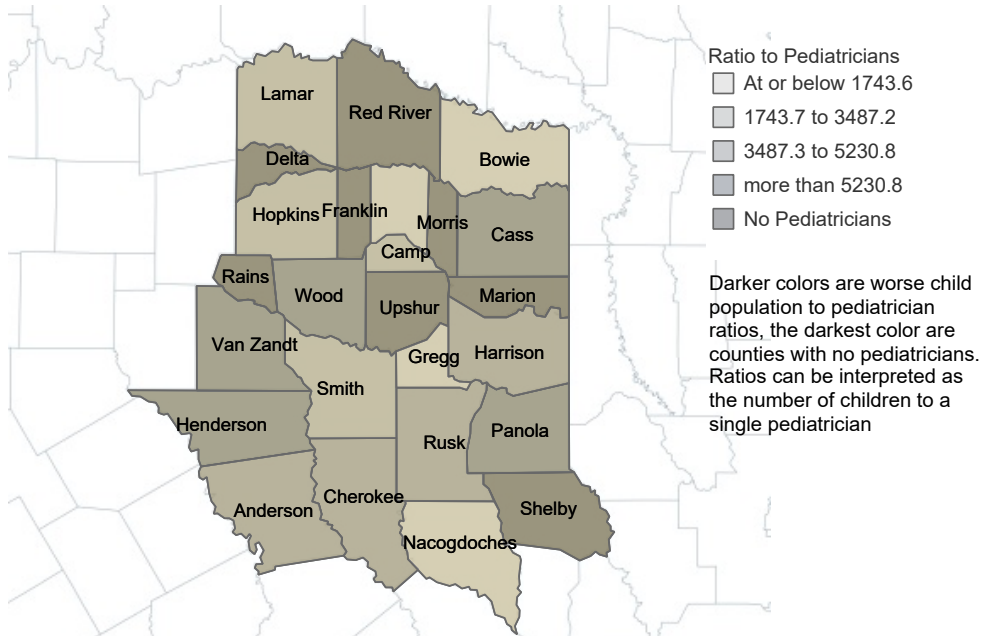 Ratio to Pediatricians
At or below 1743.6
1743.7 to 3487.2
3487.3 to 5230.8
more than 5230.8
No Pediatricians
Darker colors are worse child
population to pediatrician
ratios, the darkest color are
counties with no pediatricians.
Ratios can be interpreted as
the number of children to a
single pediatrician
Lamar
Red River
Delta
Bowie
Hopkins
Franklin
Morris
Cass
Camp
Rains
Wood
Upshur
Marion
Van Zandt
Gregg
Harrison
Smith
Henderson
Rusk
Panola
Anderson
Cherokee
Shelby
Nacogdoches